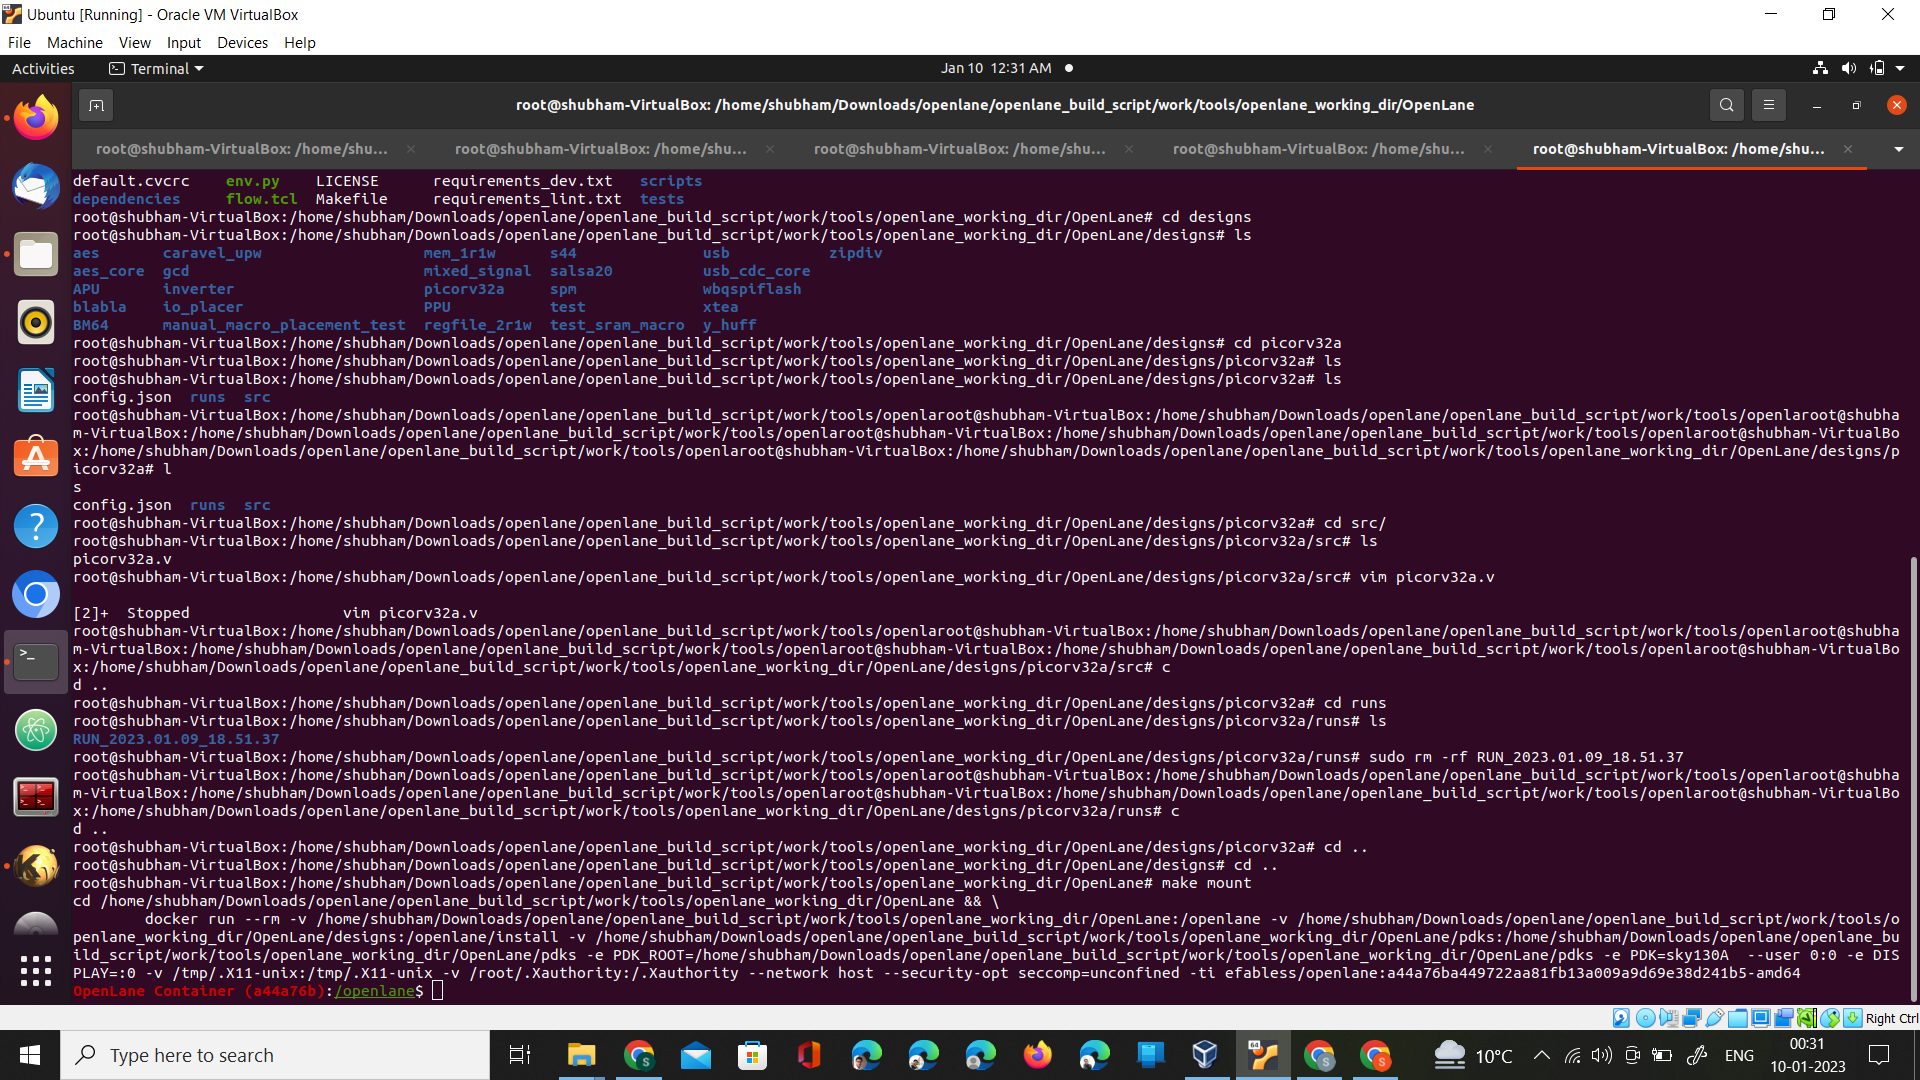 Ubuntu [Running] - Oracle VM VirtualBox
File Machine View Input Devices Help
Activities Terminal Jan 10 12:31 AM
root@shubham-VirtualBox: /home/shubham/Downloads/openlane/openlane_build_script/work/tools/openlane_working_dir/OpenLane
root@shubham-VirtualBox: /home/shu... root@shubham-VirtualBox: /home/shu... root@shubham-VirtualBox: /home/shu... root@shubham-VirtualBox: /home/shu... root@shubham-VirtualBox: /home/shu...
default.cvcrc env.py LICENSE requirements_dev.txt scripts
dependencies flow.tcl Makefile requirements_lint.txt tests
root@shubham-VirtualBox:/home/shubham/Downloads/openlane/openlane_build_script/work/tools/openlane_working_dir/OpenLane# cd designs
root@shubham-VirtualBox:/home/shubham/Downloads/openlane/openlane_build_script/work/tools/openlane_working_dir/OpenLane/designs# ls
aes caravel_upw mem_1r1w s44 usb zipdiv
aes_core gcd mixed_signal salsa20 usb_cdc_core
APU inverter picorv32a spm wbqspiflash
blabla io_placer PPU test xtea
BM64 manual_macro_placement_test regfile_2r1w test_sram_macro y_huff
root@shubham-VirtualBox:/home/shubham/Downloads/openlane/openlane_build_script/work/tools/openlane_working_dir/OpenLane/designs# cd picorv32a
root@shubham-VirtualBox:/home/shubham/Downloads/openlane/openlane_build_script/work/tools/openlane_working_dir/OpenLane/designs/picorv32a# ls
root@shubham-VirtualBox:/home/shubham/Downloads/openlane/openlane_build_script/work/tools/openlane_working_dir/OpenLane/designs/picorv32a# ls
config.json runs src
root@shubham-VirtualBox:/home/shubham/Downloads/openlane/openlane_build_script/work/tools/openlaroot@shubham-VirtualBox:/home/shubham/Downloads/openlane/openlane_build_script/work/tools/openlaroot@shubha
m-VirtualBox:/home/shubham/Downloads/openlane/openlane_build_script/work/tools/openlaroot@shubham-VirtualBox:/home/shubham/Downloads/openlane/openlane_build_script/work/tools/openlaroot@shubham-VirtualBo
x:/home/shubham/Downloads/openlane/openlane_build_script/work/tools/openlaroot@shubham-VirtualBox:/home/shubham/Downloads/openlane/openlane_build_script/work/tools/openlane_working_dir/OpenLane/designs/p
icorv32a# l
s
config.json runs src
root@shubham-VirtualBox:/home/shubham/Downloads/openlane/openlane_build_script/work/tools/openlane_working_dir/OpenLane/designs/picorv32a# cd src/
root@shubham-VirtualBox:/home/shubham/Downloads/openlane/openlane_build_script/work/tools/openlane_working_dir/OpenLane/designs/picorv32a/src# ls
picorv32a.v
root@shubham-VirtualBox:/home/shubham/Downloads/openlane/openlane_build_script/work/tools/openlane_working_dir/OpenLane/designs/picorv32a/src# vim picorv32a.v
[2]+ Stopped vim picorv32a.v
root@shubham-VirtualBox:/home/shubham/Downloads/openlane/openlane_build_script/work/tools/openlaroot@shubham-VirtualBox:/home/shubham/Downloads/openlane/openlane_build_script/work/tools/openlaroot@shubha
m-VirtualBox:/home/shubham/Downloads/openlane/openlane_build_script/work/tools/openlaroot@shubham-VirtualBox:/home/shubham/Downloads/openlane/openlane_build_script/work/tools/openlaroot@shubham-VirtualBo
x:/home/shubham/Downloads/openlane/openlane_build_script/work/tools/openlane_working_dir/OpenLane/designs/picorv32a/src# c
d ..
root@shubham-VirtualBox:/home/shubham/Downloads/openlane/openlane_build_script/work/tools/openlane_working_dir/OpenLane/designs/picorv32a# cd runs
root@shubham-VirtualBox:/home/shubham/Downloads/openlane/openlane_build_script/work/tools/openlane_working_dir/OpenLane/designs/picorv32a/runs# ls
RUN_2023.01.09_18.51.37
root@shubham-VirtualBox:/home/shubham/Downloads/openlane/openlane_build_script/work/tools/openlane_working_dir/OpenLane/designs/picorv32a/runs# sudo rm -rf RUN_2023.01.09_18.51.37
root@shubham-VirtualBox:/home/shubham/Downloads/openlane/openlane_build_script/work/tools/openlaroot@shubham-VirtualBox:/home/shubham/Downloads/openlane/openlane_build_script/work/tools/openlaroot@shubha
m-VirtualBox:/home/shubham/Downloads/openlane/openlane_build_script/work/tools/openlaroot@shubham-VirtualBox:/home/shubham/Downloads/openlane/openlane_build_script/work/tools/openlaroot@shubham-VirtualBo
x:/home/shubham/Downloads/openlane/openlane_build_script/work/tools/openlane_working_dir/OpenLane/designs/picorv32a/runs# c
d ..
root@shubham-VirtualBox:/home/shubham/Downloads/openlane/openlane_build_script/work/tools/openlane_working_dir/OpenLane/designs/picorv32a# cd ..
root@shubham-VirtualBox:/home/shubham/Downloads/openlane/openlane_build_script/work/tools/openlane_working_dir/OpenLane/designs# cd ..
root@shubham-VirtualBox:/home/shubham/Downloads/openlane/openlane_build_script/work/tools/openlane_working_dir/OpenLane# make mount
cd /home/shubham/Downloads/openlane/openlane_build_script/work/tools/openlane_working_dir/OpenLane && \
docker run --rm -v /home/shubham/Downloads/openlane/openlane_build_script/work/tools/openlane_working_dir/OpenLane:/openlane -v /home/shubham/Downloads/openlane/openlane_build_script/work/tools/o
penlane_working_dir/OpenLane/designs:/openlane/install -v /home/shubham/Downloads/openlane/openlane_build_script/work/tools/openlane_working_dir/OpenLane/pdks:/home/shubham/Downloads/openlane/openlane_bu
ild_script/work/tools/openlane_working_dir/OpenLane/pdks -e PDK_ROOT=/home/shubham/Downloads/openlane/openlane_build_script/work/tools/openlane_working_dir/OpenLane/pdks -e PDK=sky130A --user 0:0 -e DIS
PLAY=:0 -v /tmp/.X11-unix:/tmp/.X11-unix -v /root/.Xauthority:/.Xauthority --network host --security-opt seccomp=unconfined -ti efabless/openlane:a44a76ba449722aa81fb13a009a9d69e38d241b5-amd64
OpenLane Container (a44a76b):/openlane$
Right Ctrl
Type here to search
10°C ENG 00:31
10-01-2023